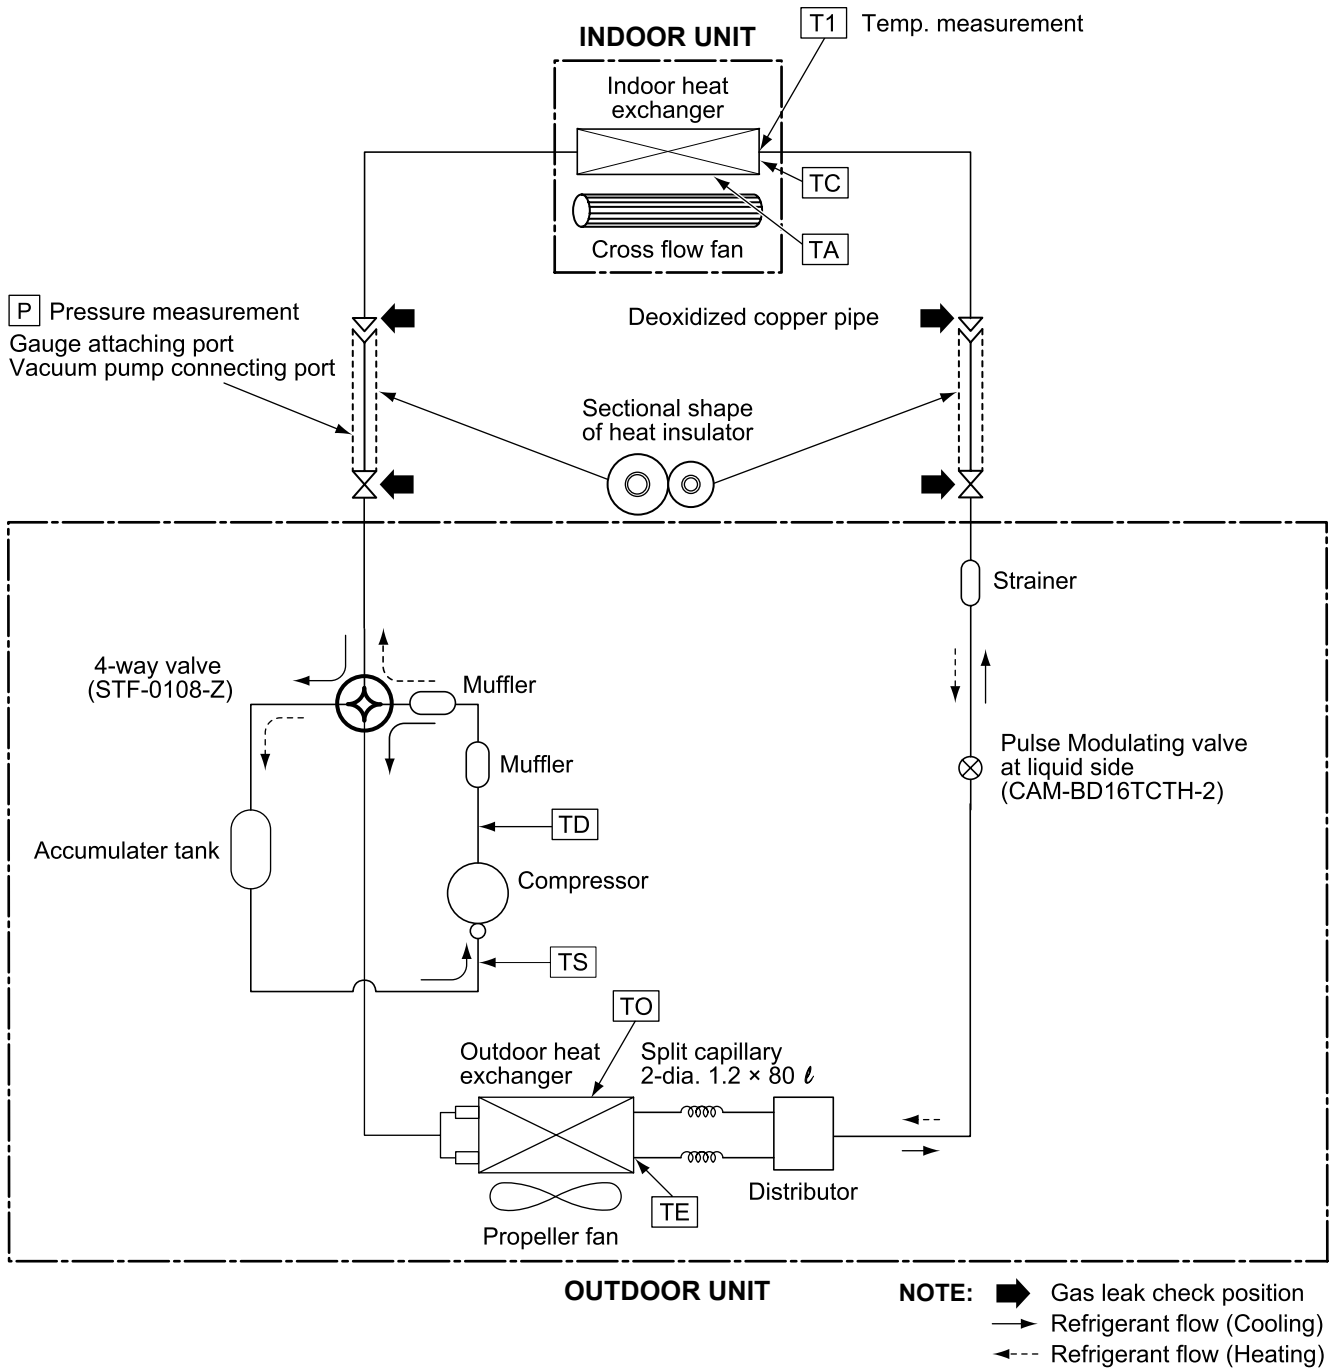 T1 Temp. measurement
INDOOR UNIT
Indoor heat
exchanger
TC
Cross flow fan
TA
P Pressure measurement
Gauge attaching port
Vacuum pump connecting port
Deoxidized copper pipe
Sectional shape
of heat insulator
Strainer
4-way valve
(STF-0108-Z)
Muffler
Muffler
Pulse Modulating valve
at liquid side
(CAM-BD16TCTH-2)
TD
Accumulater tank
Compressor
TS
TO
Outdoor heat
exchanger
Split capillary
2-dia. 1.2 × 80 ℓ
Distributor
TE
Propeller fan
OUTDOOR UNIT
NOTE: Gas leak check position
Refrigerant flow (Cooling)
Refrigerant flow (Heating)